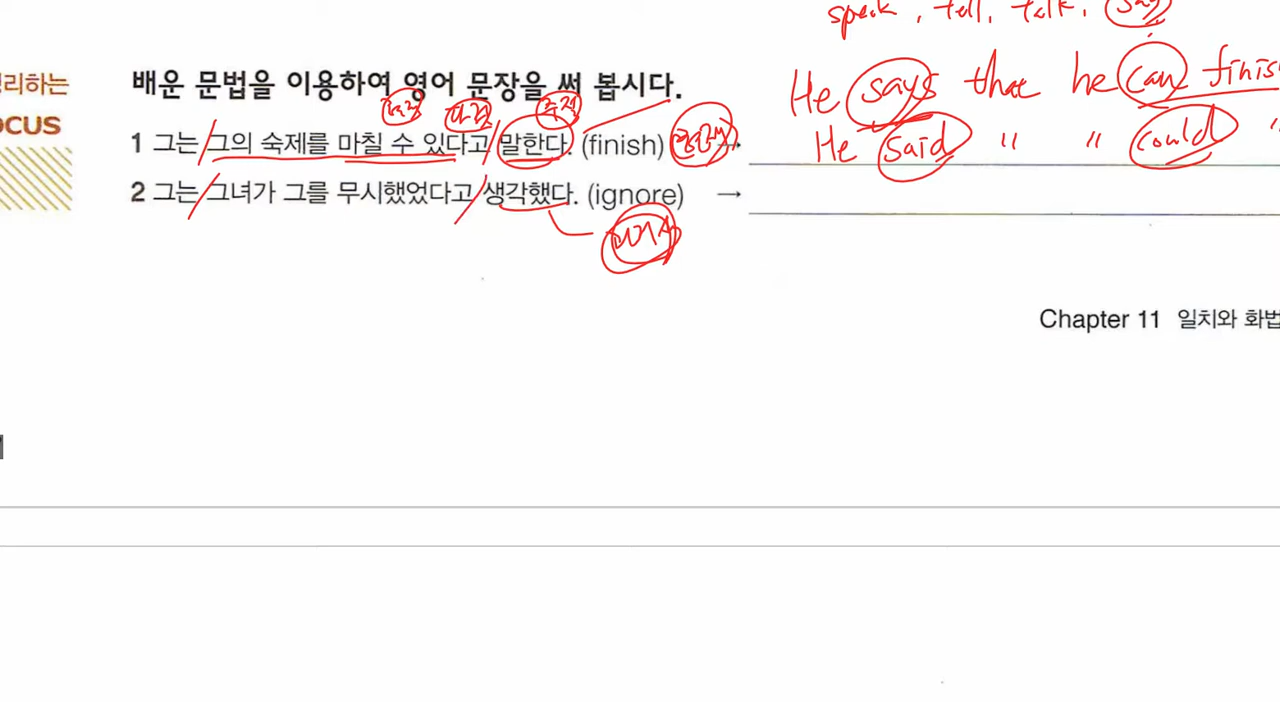 speak, tell, talk, say
He says that he can finish
He said " " could "
리하는
배운 문법을 이용하여 영어 문장을 써 봅시다.
OCUS
1 그는 그의 숙제를 마칠 수 있다고 말한다. (finish) →
2 그는 그녀가 그를 무시했었다고 생각했다. (ignore) →
Chapter 11 일치와 화법